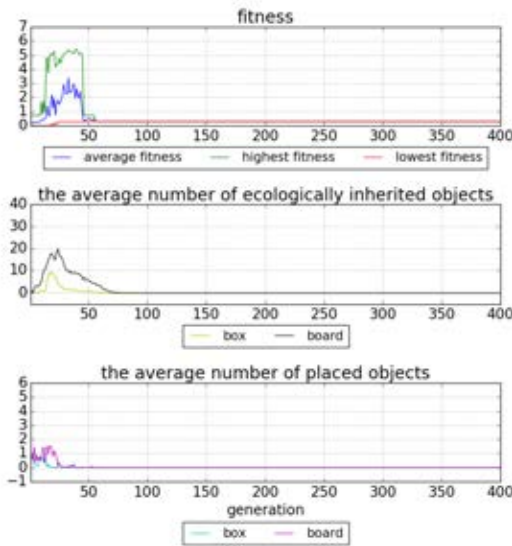 fitness
7
6
5
4
3
2
1
0
50 100 150 200 250 300 350 400
average fitness highest fitness lowest fitness
the average number of ecologically inherited objects
40
30
20
10
0
50 100 150 200 250 300 350 400
box board
the average number of placed objects
6
5
4
3
2
1
0
−1
50 100 150 200 250 300 350 400
generation
box board